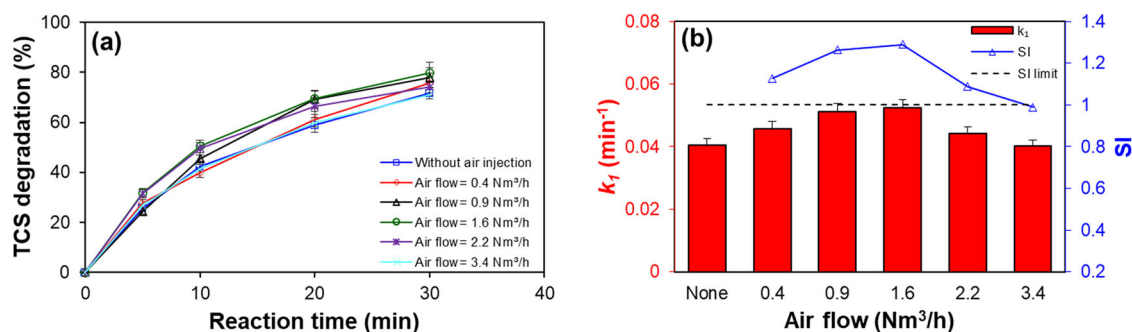 (a)
TCS degradation (%)
100
80
60
40
20
0
0
10
20
30
40
Reaction time (min)
Without air injection
Air flow= 0.4 Nm³/h
Air flow= 0.9 Nm³/h
Air flow= 1.6 Nm³/h
Air flow= 2.2 Nm³/h
Air flow= 3.4 Nm³/h
(b)
k₁ (min⁻¹)
0.08
0.06
0.04
0.02
0
k₁
SI
SI limit
1.4
1.2
1
0.8
0.6
0.4
0.2
SI
None
0.4
0.9
1.6
2.2
3.4
Air flow (Nm³/h)